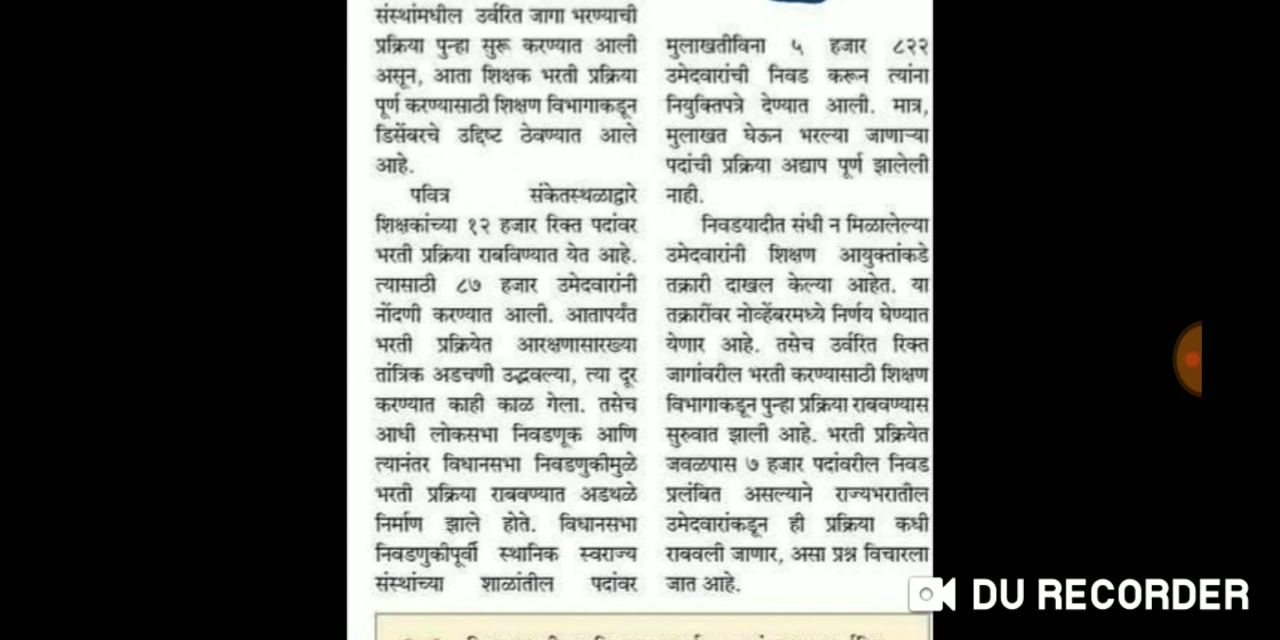 संस्थांमधील उर्वरित जागा भरण्याची
प्रक्रिया पुन्हा सुरू करण्यात आली
असून, आता शिक्षक भरती प्रक्रिया
पूर्ण करण्यासाठी शिक्षण विभागाकडून
डिसेंबरचे उद्दिष्ट ठेवण्यात आले
आहे.
पवित्र संकेतस्थळाद्वारे
शिक्षकांच्या १२ हजार रिक्त पदांवर
भरती प्रक्रिया राबविण्यात येत आहे.
त्यासाठी ८७ हजार उमेदवारांनी
नोंदणी करण्यात आली. आतापर्यंत
भरती प्रक्रियेत आरक्षणासारख्या
तांत्रिक अडचणी उद्भवल्या, त्या दूर
करण्यात काही काळ गेला. तसेच
आधी लोकसभा निवडणूक आणि
त्यानंतर विधानसभा निवडणुकीमुळे
भरती प्रक्रिया राबवण्यात अडथळे
निर्माण झाले होते. विधानसभा
निवडणुकीपूर्वी स्थानिक स्वराज्य
संस्थांच्या शाळांतील पदांवर
मुलाखतीविना ५ हजार ८२२
उमेदवारांची निवड करून त्यांना
नियुक्तिपत्रे देण्यात आली. मात्र,
मुलाखत घेऊन भरल्या जाणाऱ्या
पदांची प्रक्रिया अद्याप पूर्ण झालेली
नाही.
निवडयादीत संधी न मिळालेल्या
उमेदवारांनी शिक्षण आयुक्तांकडे
तक्रारी दाखल केल्या आहेत. या
तक्रारींवर नोव्हेंबरमध्ये निर्णय घेण्यात
येणार आहे. तसेच उर्वरित रिक्त
जागांवरील भरती करण्यासाठी शिक्षण
विभागाकडून पुन्हा प्रक्रिया राबवण्यास
सुरुवात झाली आहे. भरती प्रक्रियेत
जवळपास ७ हजार पदांवरील निवड
प्रलंबित असल्याने राज्यभरातील
उमेदवारांकडून ही प्रक्रिया कधी
राबवली जाणार, असा प्रश्न विचारला
जात आहे.
DU RECORDER